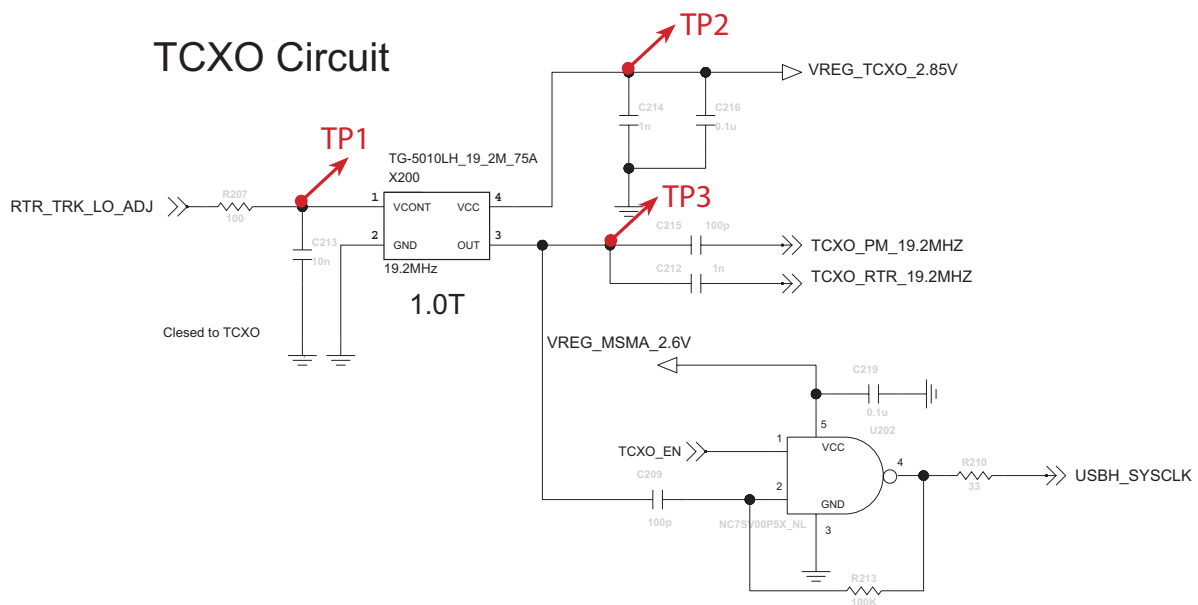 TCXO Circuit
TP2
VREG_TCXO_2.85V
C214
1n
C216
0.1u
TP1
TG-5010LH_19_2M_75A
X200
TP3
RTR_TRK_LO_ADJ
R207
100
1
VCONT
VCC
4
C213
10n
2
GND
OUT
3
19.2MHz
1.0T
C215
100p
TCXO_PM_19.2MHZ
C212
1n
TCXO_RTR_19.2MHZ
Clesed to TCXO
VREG_MSMA_2.6V
C219
0.1u
U202
5
VCC
TCXO_EN
1
C209
100p
2
GND
3
4
NC7SV00P5X_NL
R210
33
USBH_SYSCLK
R213
100K